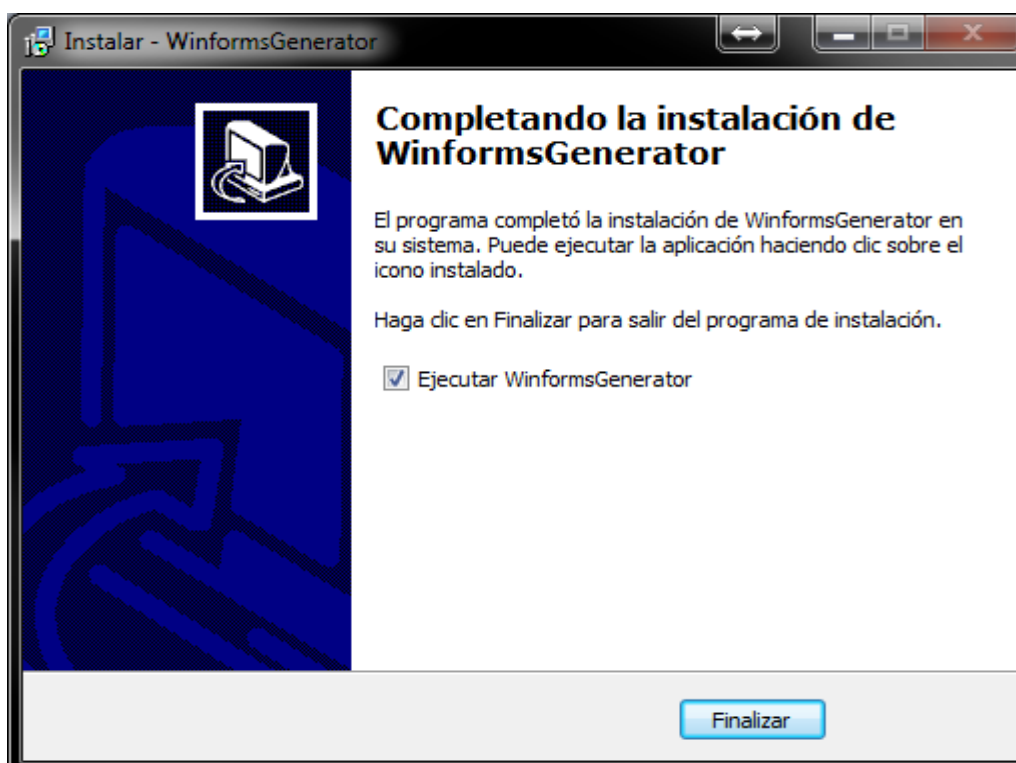 Instalar - WinformsGenerator
Completando la instalación de
WinformsGenerator
El programa completó la instalación de WinformsGenerator en
su sistema. Puede ejecutar la aplicación haciendo clic sobre el
icono instalado.
Haga clic en Finalizar para salir del programa de instalación.
Ejecutar WinformsGenerator
Finalizar